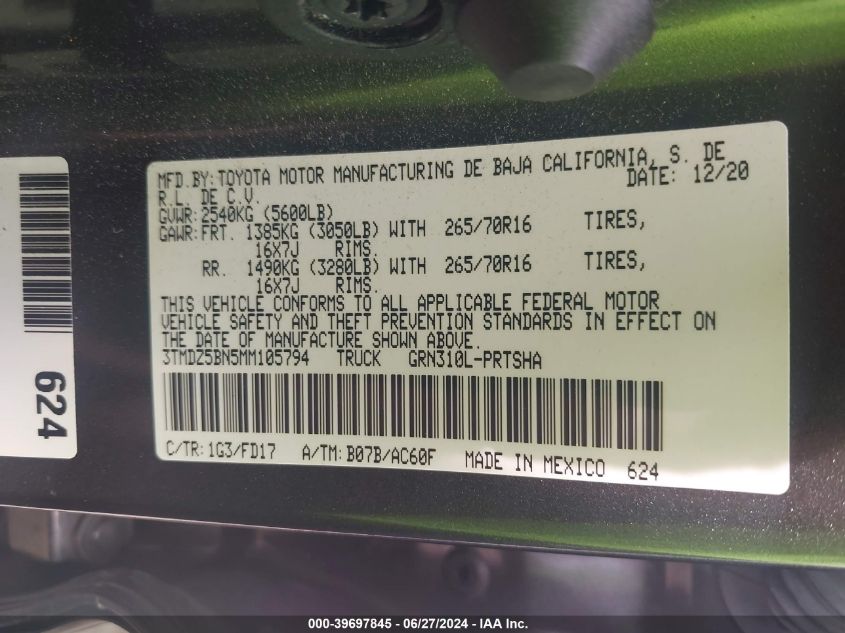 MFD.BY:TOYOTA MOTOR MANUFACTURING DE BAJA CALIFORNIA, S. DE
R.L. DE C.V. DATE: 12/20
GVWR:2540KG (5600LB)
GAWR:FRT. 1385KG (3050LB) WITH 265/70R16 TIRES,
16X7J RIMS.
RR. 1490KG (3280LB) WITH 265/70R16 TIRES,
16X7J RIMS.
THIS VEHICLE CONFORMS TO ALL APPLICABLE FEDERAL MOTOR
VEHICLE SAFETY AND THEFT PREVENTION STANDARDS IN EFFECT ON
THE DATE OF MANUFACTURE SHOWN ABOVE.
3TMDZ5BN5MM105794 TRUCK GRN310L-PRTSHA
C/TR:1G3/FD17 A/TM:B07B/AC60F MADE IN MEXICO 624
624
000-39697845 - 06/27/2024 - IAA Inc.